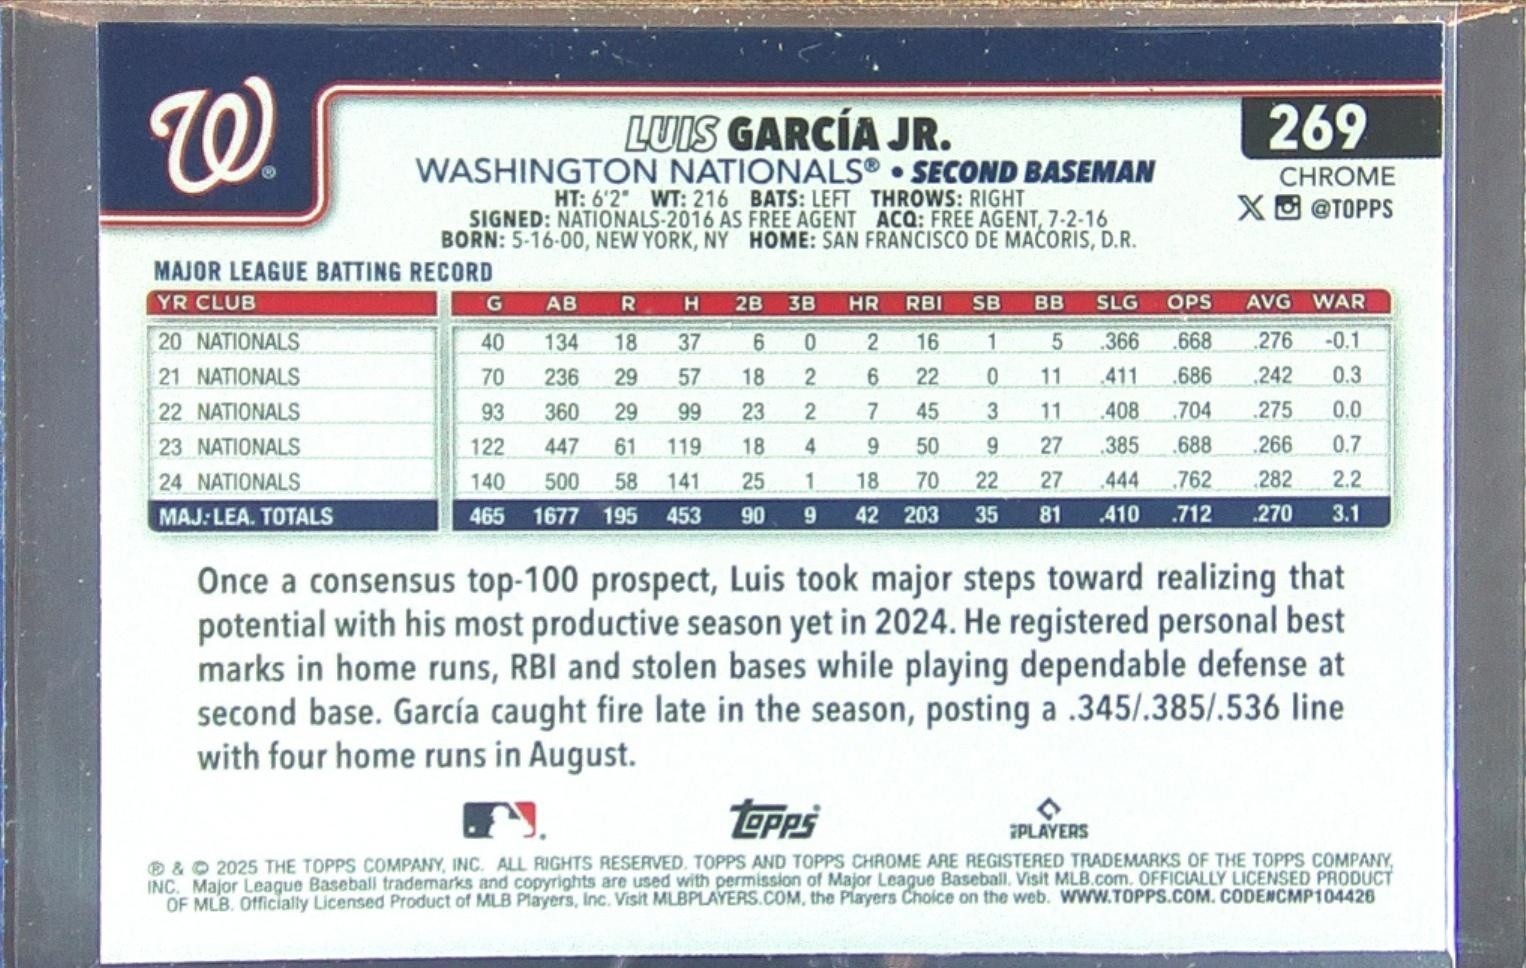 W®
LUIS GARCÍA JR.
269
WASHINGTON NATIONALS® • SECOND BASEMAN
CHROME
HT: 6'2" WT: 216 BATS: LEFT THROWS: RIGHT
X @TOPPS
SIGNED: NATIONALS-2016 AS FREE AGENT ACQ: FREE AGENT, 7-2-16
BORN: 5-16-00, NEW YORK, NY HOME: SAN FRANCISCO DE MACORIS, D.R.
MAJOR LEAGUE BATTING RECORD
YR CLUB G AB R H 2B 3B HR RBI SB BB SLG OPS AVG WAR
20 NATIONALS 40 134 18 37 6 0 2 16 1 5 .366 .668 .276 -0.1
21 NATIONALS 70 236 29 57 18 2 6 22 0 11 .411 .686 .242 0.3
22 NATIONALS 93 360 29 99 23 2 7 45 3 11 .408 .704 .275 0.0
23 NATIONALS 122 447 61 119 18 4 9 50 9 27 .385 .688 .266 0.7
24 NATIONALS 140 500 58 141 25 1 18 70 22 27 .444 .762 .282 2.2
MAJ. LEA. TOTALS 465 1677 195 453 90 9 42 203 35 81 .410 .712 .270 3.1
Once a consensus top-100 prospect, Luis took major steps toward realizing that
potential with his most productive season yet in 2024. He registered personal best
marks in home runs, RBI and stolen bases while playing dependable defense at
second base. García caught fire late in the season, posting a .345/.385/.536 line
with four home runs in August.
Topps
PLAYERS
® & © 2025 THE TOPPS COMPANY, INC. ALL RIGHTS RESERVED. TOPPS AND TOPPS CHROME ARE REGISTERED TRADEMARKS OF THE TOPPS COMPANY,
INC. Major League Baseball trademarks and copyrights are used with permission of Major League Baseball. Visit MLB.com. OFFICIALLY LICENSED PRODUCT
OF MLB. Officially Licensed Product of MLB Players, Inc. Visit MLBPLAYERS.COM, the Players Choice on the web. WWW.TOPPS.COM. CODE#CMP104426